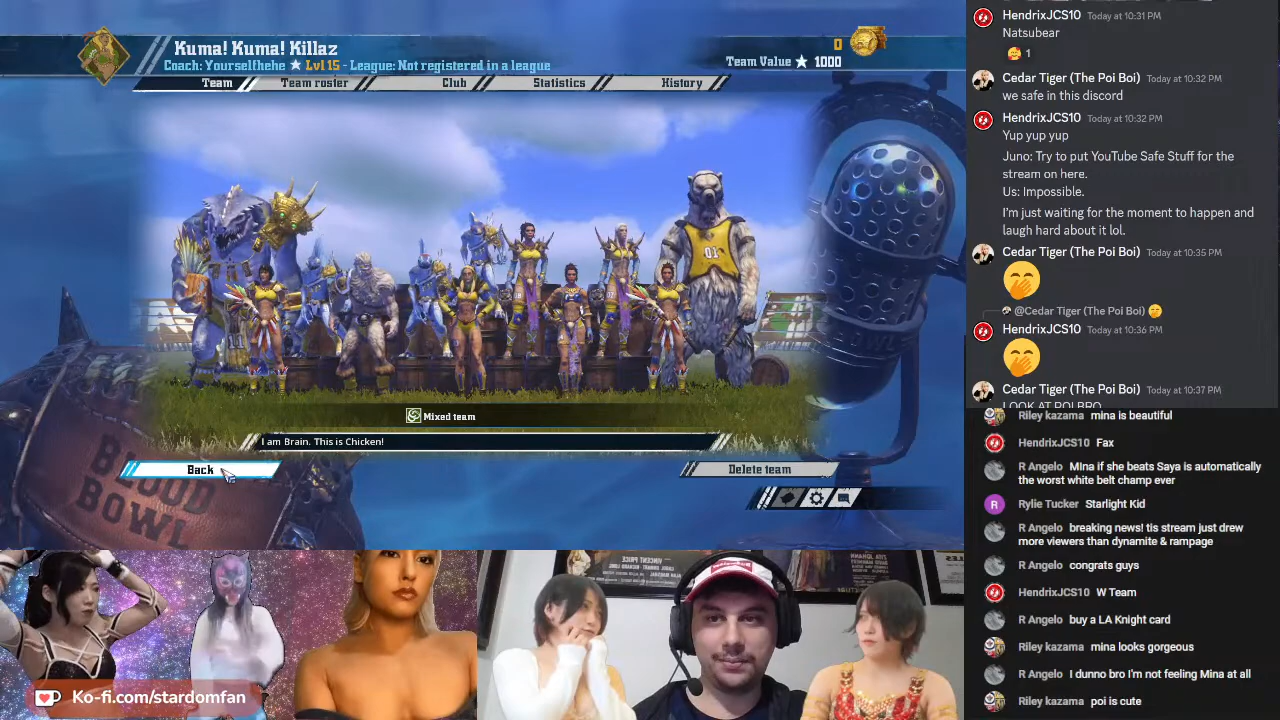 Kuma! Kuma! Killaz
Coach: Yourselfhehe ★ Lvl 15 - League: Not registered in a league
0
Team Value ★ 1000
Team
Team roster
Club
Statistics
History
01
11
Mixed team
I am Brain. This is Chicken!
Back
Delete team
BLOOD
BOWL
Ko-fi.com/stardomfan
HendrixJCS10 Today at 10:31 PM
Natsubear
1
Cedar Tiger (The Poi Boi) Today at 10:32 PM
we safe in this discord
HendrixJCS10 Today at 10:32 PM
Yup yup yup
Juno: Try to put YouTube Safe Stuff for the
stream on here.
Us: Impossible.
I'm just waiting for the moment to happen and
laugh hard about it lol.
Cedar Tiger (The Poi Boi) Today at 10:35 PM
🤭
@Cedar Tiger (The Poi Boi) 🤭
HendrixJCS10 Today at 10:36 PM
🤭
Cedar Tiger (The Poi Boi) Today at 10:37 PM
LOOK AT POI BRO
Riley kazama mina is beautiful
HendrixJCS10 Fax
R Angelo MIna if she beats Saya is automatically
the worst white belt champ ever
Rylie Tucker Starlight Kid
R Angelo breaking news! tis stream just drew
more viewers than dynamite & rampage
R Angelo congrats guys
HendrixJCS10 W Team
R Angelo buy a LA Knight card
Riley kazama mina looks gorgeous
R Angelo I dunno bro I'm not feeling Mina at all
Riley kazama poi is cute